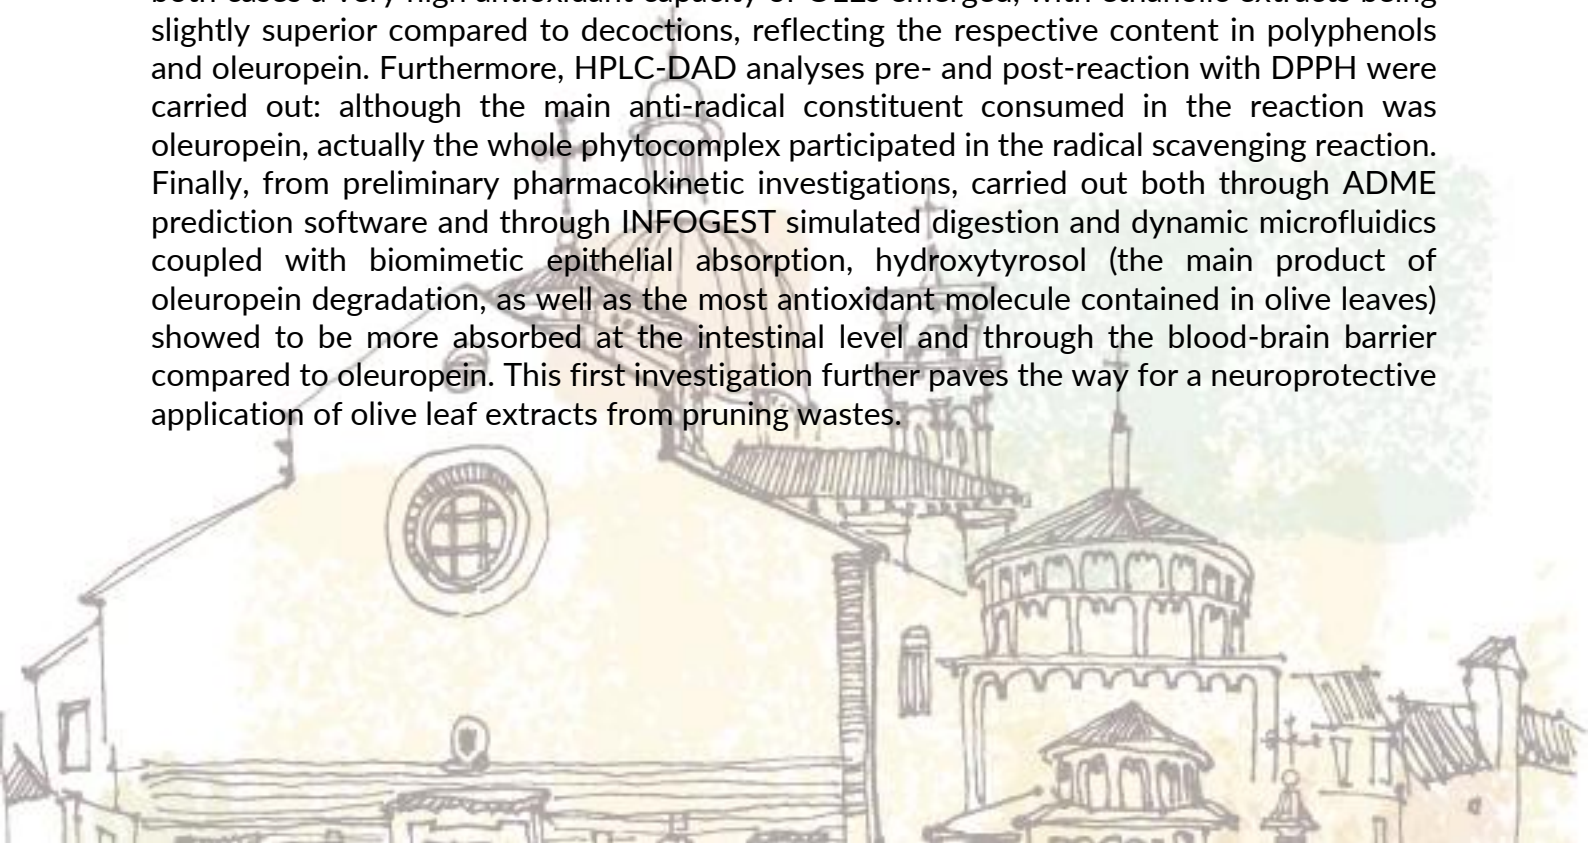 slightly superior compared to decoctions, reflecting the respective content in polyphenols
and oleuropein. Furthermore, HPLC-DAD analyses pre- and post-reaction with DPPH were
carried out: although the main anti-radical constituent consumed in the reaction was
oleuropein, actually the whole phytocomplex participated in the radical scavenging reaction.
Finally, from preliminary pharmacokinetic investigations, carried out both through ADME
prediction software and through INFOGEST simulated digestion and dynamic microfluidics
coupled with biomimetic epithelial absorption, hydroxytyrosol (the main product of
oleuropein degradation, as well as the most antioxidant molecule contained in olive leaves)
showed to be more absorbed at the intestinal level and through the blood-brain barrier
compared to oleuropein. This first investigation further paves the way for a neuroprotective
application of olive leaf extracts from pruning wastes.